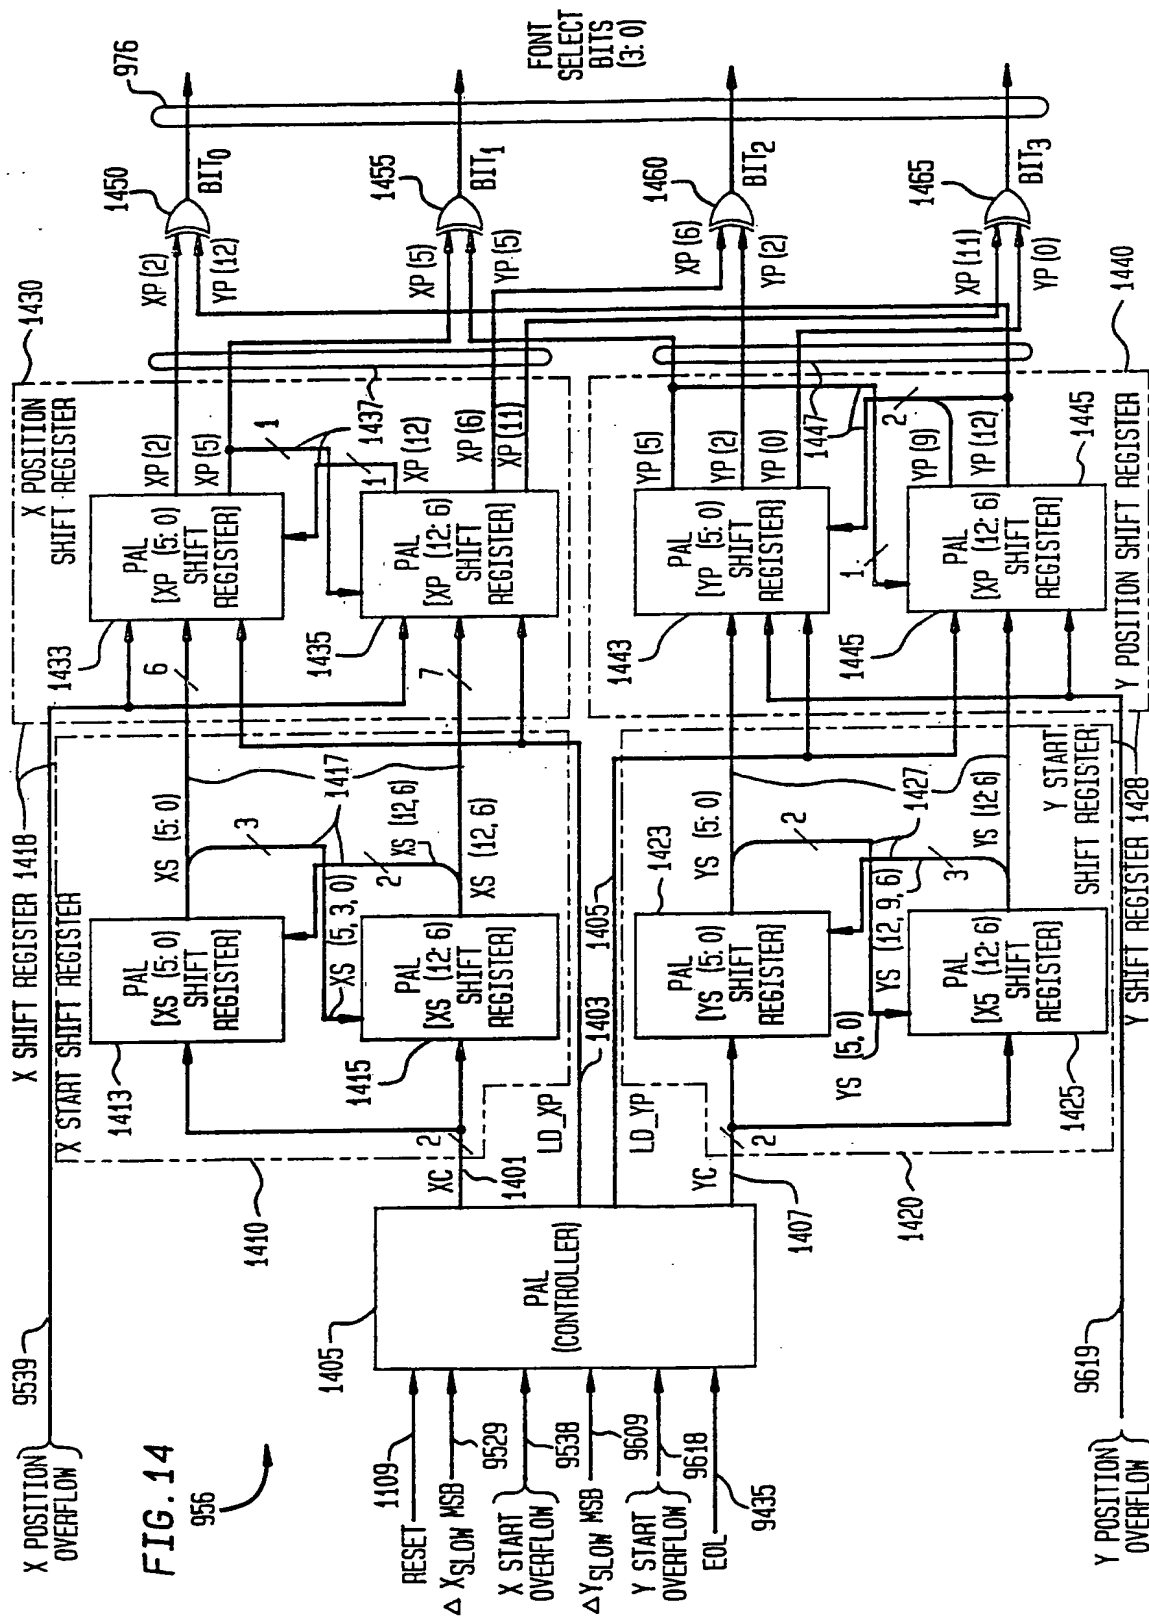 FIG. 14
956
X POSITION
OVERFLOW
9539
RESET
1109
Δ X SLOW MSB
9529
X START
OVERFLOW
9538
Δ Y SLOW MSB
9609
Y START
OVERFLOW
9618
EOL
9435
Y POSITION
OVERFLOW
9619
1405
PAL
(CONTROLLER)
XC
1401
2
LD_XP
1403
LD_YP
1405
YC
1407
2
1410
X SHIFT REGISTER 1418
X START SHIFT REGISTER
1413
PAL
[XS (5:0)
SHIFT
REGISTER]
XS (5:0)
3
1417
XS (5, 3, 0)
2
XS (12,6)
1415
PAL
[XS (12:6)
SHIFT
REGISTER]
XS (12, 6)
1420
1423
PAL
[YS (5:0)
SHIFT
REGISTER]
YS (5:0)
2
1427
YS (12, 9, 6)
3
YS (5,0)
1425
PAL
[X5 (12:6)
SHIFT
REGISTER]
YS (12:6)
Y START
SHIFT REGISTER
Y SHIFT REGISTER 1428
1430
X POSITION
SHIFT REGISTER
1433
6
PAL
[XP (5:0)
SHIFT
REGISTER]
XP (2)
XP (5)
1
1437
1
XP (12)
1435
7
PAL
[XP (12:6)
SHIFT
REGISTER]
XP (6)
XP (11)
1443
PAL
[YP (5:0)
SHIFT
REGISTER]
YP (5)
YP (2)
YP (0)
1447
1
2
YP (9)
1445
PAL
[XP (12:6)
SHIFT
REGISTER]
YP (12)
1445
Y POSITION SHIFT REGISTER
1440
XP (2)
YP (12)
1450
BIT0
XP (5)
YP (5)
1455
BIT1
XP (6)
YP (2)
1460
BIT2
XP (11)
YP (0)
1465
BIT3
976
FONT
SELECT
BITS
(3:0)